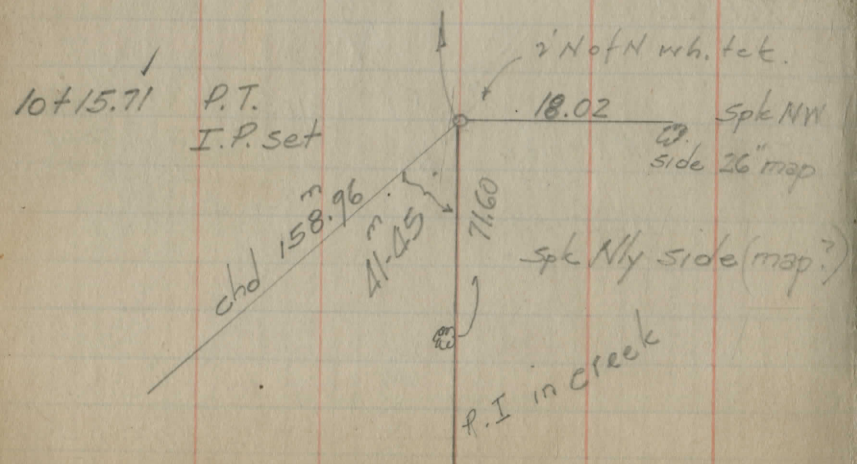 2' N of N wh. trk.
10+15.71 P.T.
I.P. set
18.02
spk NW
side 26" map
chd 158.96
m
41-45
m
71.60
spk Nly side (map?)
P.I in creek